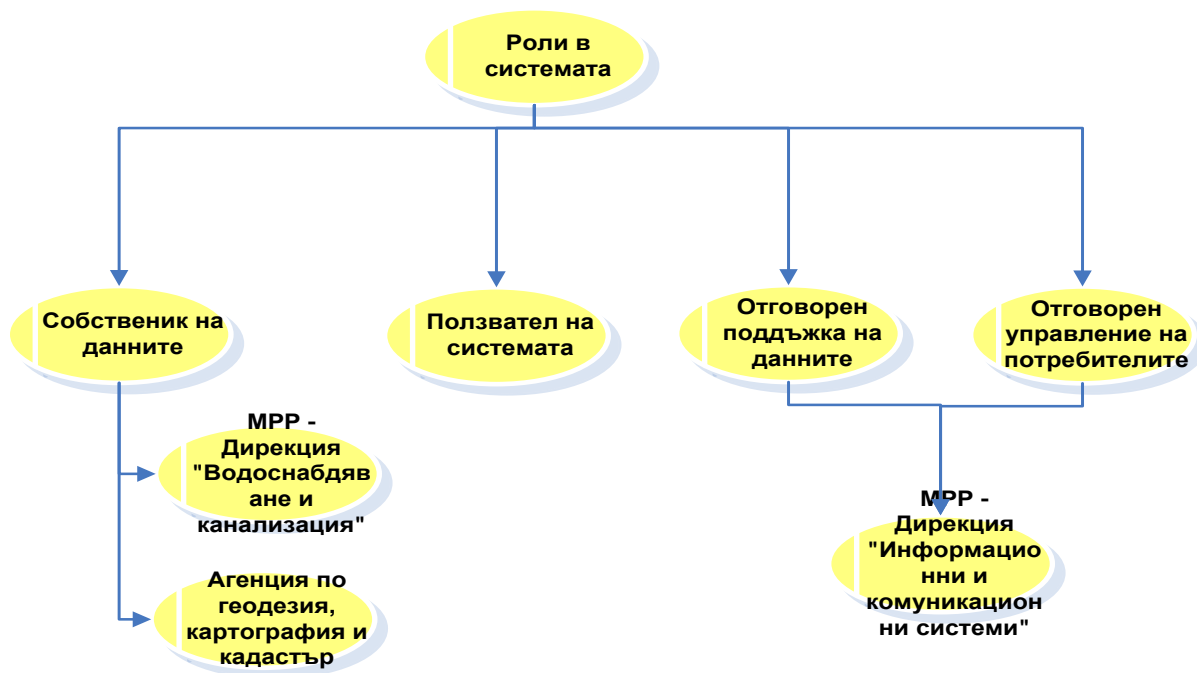 Роли в
системата
Собственик на
данните
Ползвател на
системата
Отговорен
поддъжка на
данните
Отговорен
управление на
потребителите
МРР -
Дирекция
"Водоснабдяв
ане и
канализация"
Агенция по
геодезия,
картография и
кадастър
МРР -
Дирекция
"Информацио
нни и
комуникацион
ни системи"